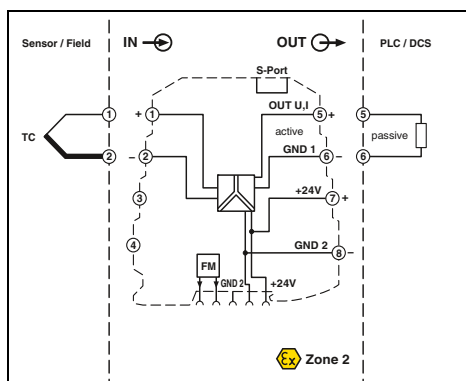 Sensor / Field
IN
OUT
PLC / DCS
S-Port
OUT U,I
1
+ 1
5 +
5
TC
active
passive
GND 1
2
– 2
6 –
6
+24V
3
7 +
GND 2
4
8 –
FM
GND 2
+24V
Ex Zone 2